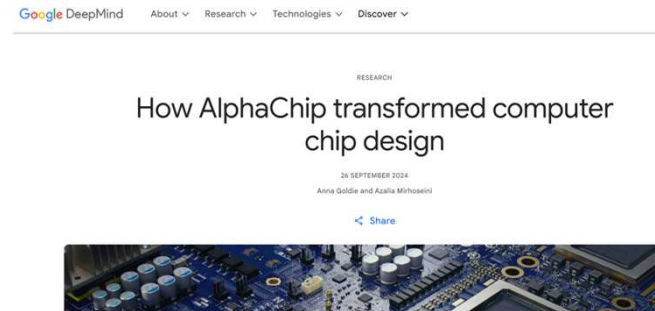 Google DeepMind About Research Technologies Discover
RESEARCH
How AlphaChip transformed computer
chip design
26 SEPTEMBER 2024
Anna Goldie and Azalia Mirhoseini
Share